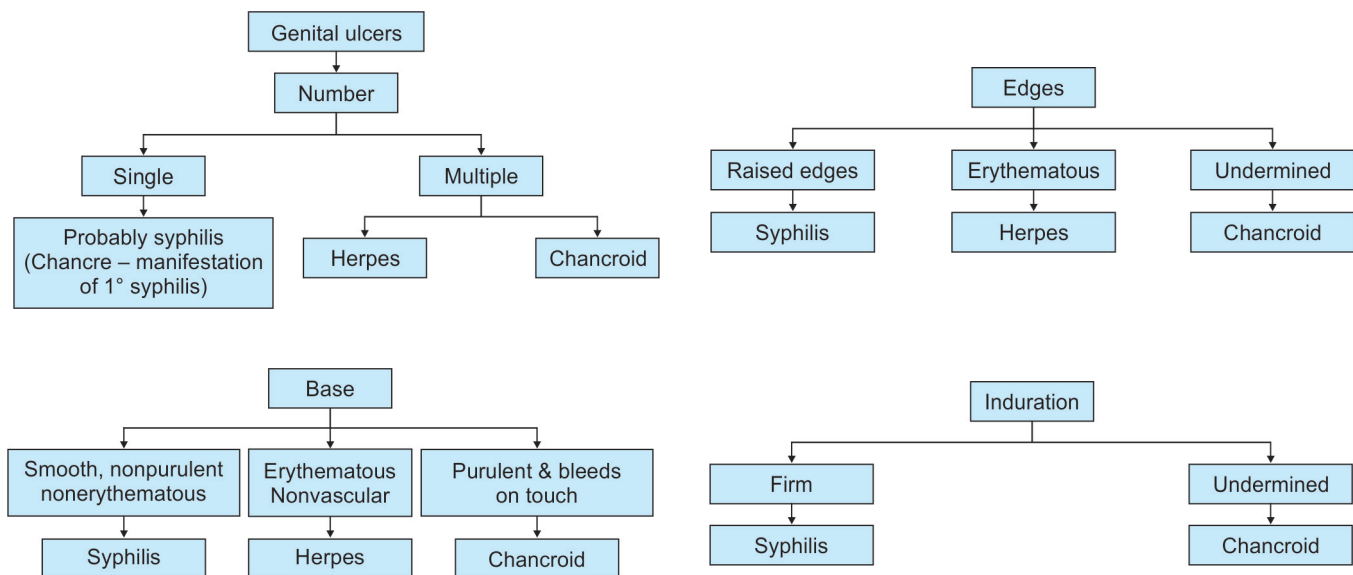 Genital ulcers
Number
Single
Multiple
Probably syphilis
(Chancre – manifestation
of 1° syphilis)
Herpes
Chancroid
Edges
Raised edges
Erythematous
Undermined
Syphilis
Herpes
Chancroid
Base
Smooth, nonpurulent
nonerythematous
Erythematous
Nonvascular
Purulent & bleeds
on touch
Syphilis
Herpes
Chancroid
Induration
Firm
Undermined
Syphilis
Chancroid